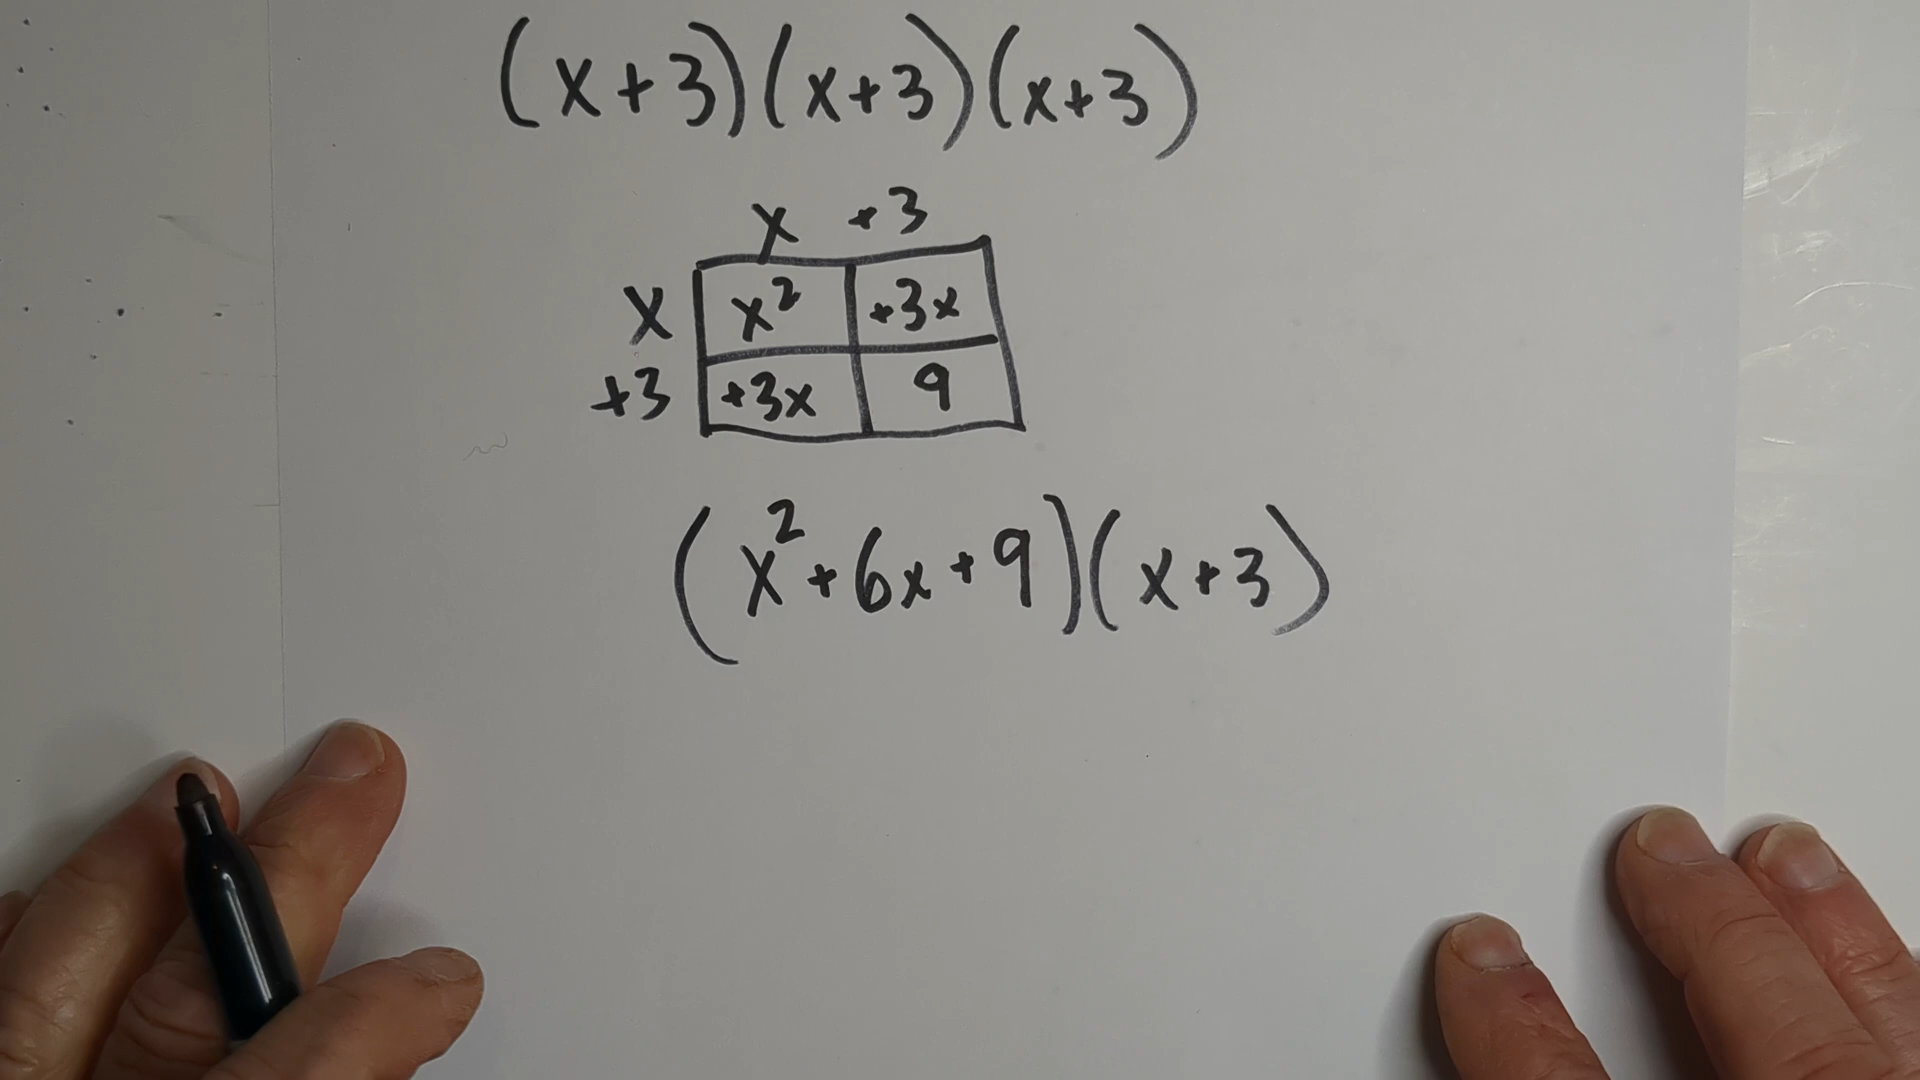 (x+3)(x+3)(x+3)
x +3
x x² +3x
+3 +3x 9
(x²+6x+9)(x+3)